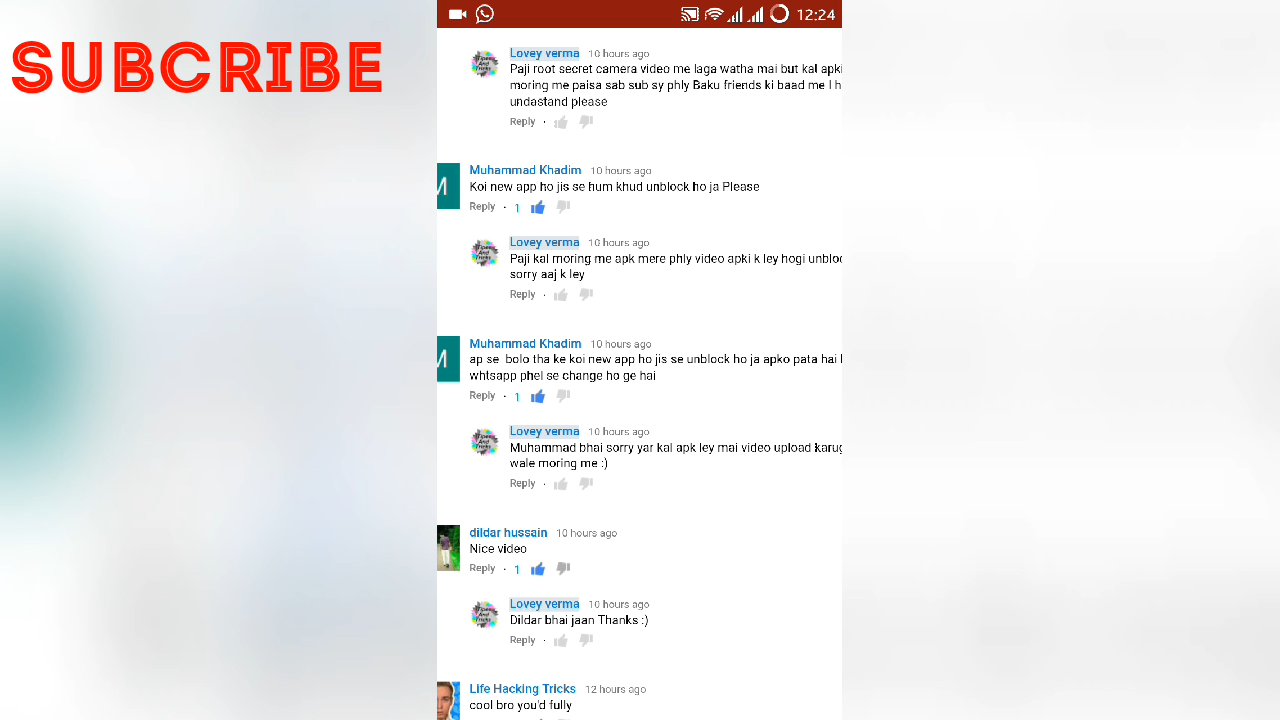 SUBCRIBE
12:24
Lovey verma 10 hours ago
Paji root secret camera video me laga watha mai but kal apki
moring me paisa sab sub sy phly Baku friends ki baad me I h
undastand please
Reply
Muhammad Khadim 10 hours ago
Koi new app ho jis se hum khud unblock ho ja Please
Reply · 1
Lovey verma 10 hours ago
Paji kal moring me apk mere phly video apki k ley hogi unblo
sorry aaj k ley
Reply
Muhammad Khadim 10 hours ago
ap se bolo tha ke koi new app ho jis se unblock ho ja apko pata hai
whtsapp phel se change ho ge hai
Reply · 1
Lovey verma 10 hours ago
Muhammad bhai sorry yar kal apk ley mai video upload karug
wale moring me :)
Reply
dildar hussain 10 hours ago
Nice video
Reply · 1
Lovey verma 10 hours ago
Dildar bhai jaan Thanks :)
Reply
Life Hacking Tricks 12 hours ago
cool bro you'd fully